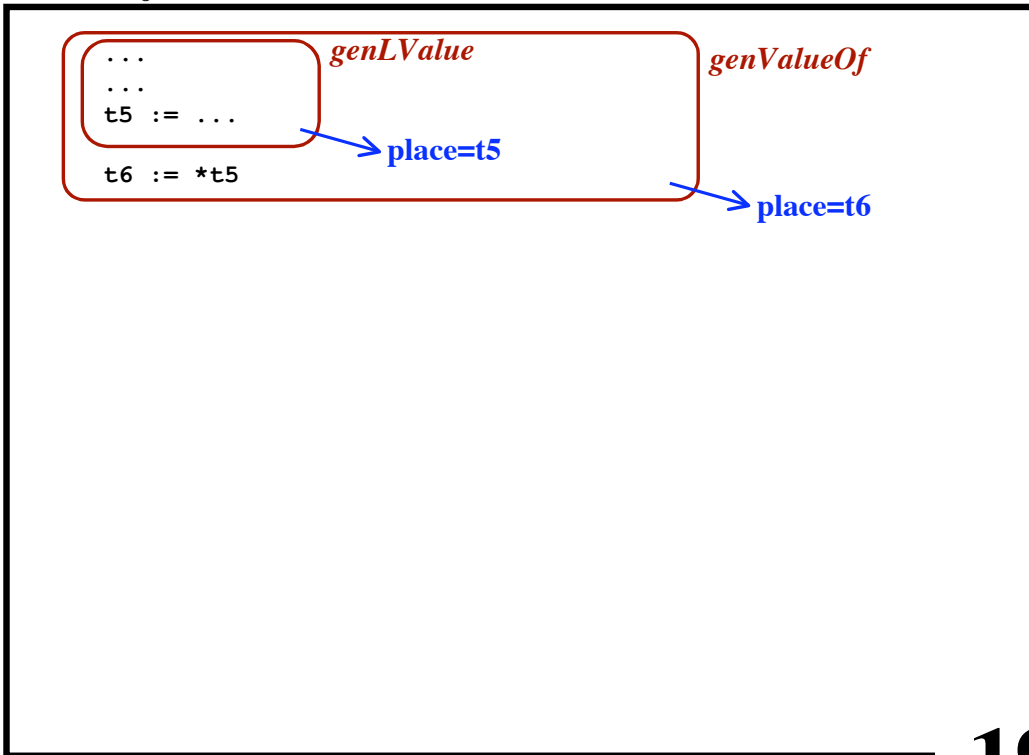 ...
genLValue
genValueOf
...
t5 := ...
place=t5
t6 := *t5
place=t6